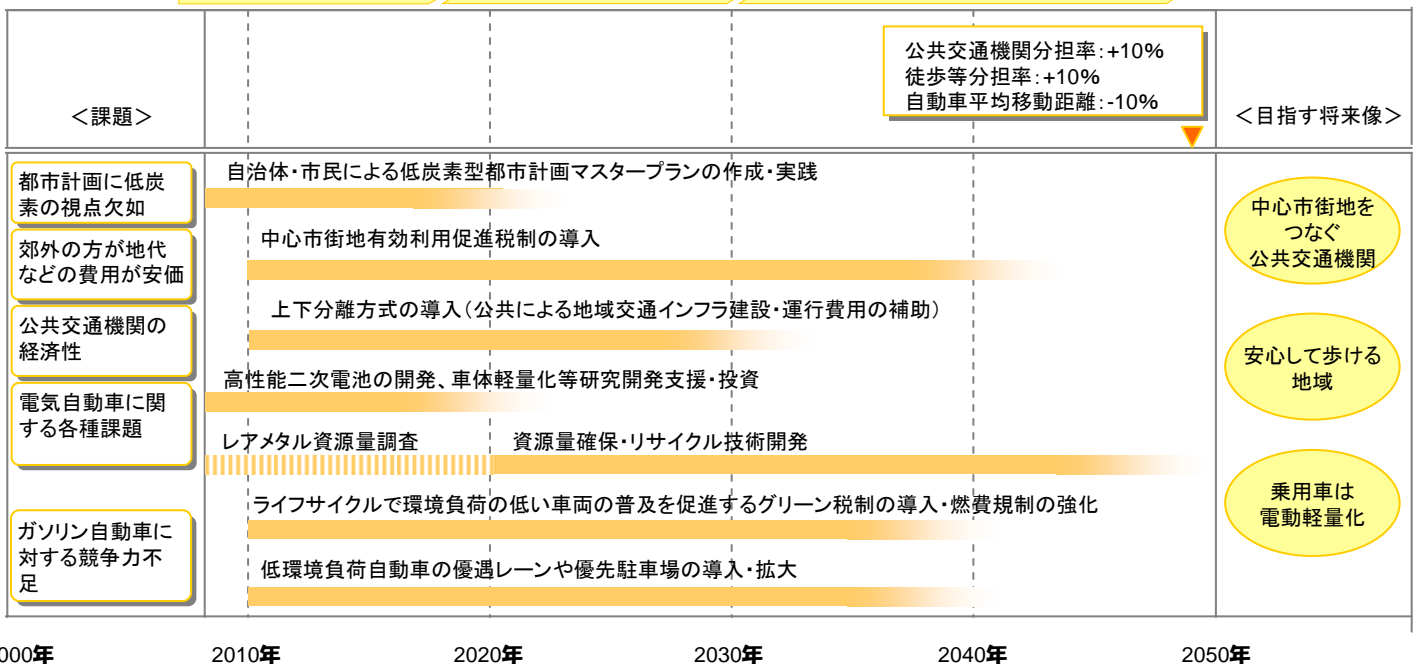 公共交通機関分担率：+10%
徒歩等分担率：+10%
自動車平均移動距離：-10%
＜課題＞
＜目指す将来像＞
都市計画に低炭
素の視点欠如
自治体・市民による低炭素型都市計画マスタープランの作成・実践
郊外の方が地代
などの費用が安価
中心市街地有効利用促進税制の導入
中心市街地を
つなぐ
公共交通機関
公共交通機関の
経済性
上下分離方式の導入（公共による地域交通インフラ建設・運行費用の補助）
安心して歩ける
地域
電気自動車に関
する各種課題
高性能二次電池の開発、車体軽量化等研究開発支援・投資
レアメタル資源量調査
資源量確保・リサイクル技術開発
乗用車は
電動軽量化
ガソリン自動車に
対する競争力不
足
ライフサイクルで環境負荷の低い車両の普及を促進するグリーン税制の導入・燃費規制の強化
低環境負荷自動車の優遇レーンや優先駐車場の導入・拡大
000年
2010年
2020年
2030年
2040年
2050年